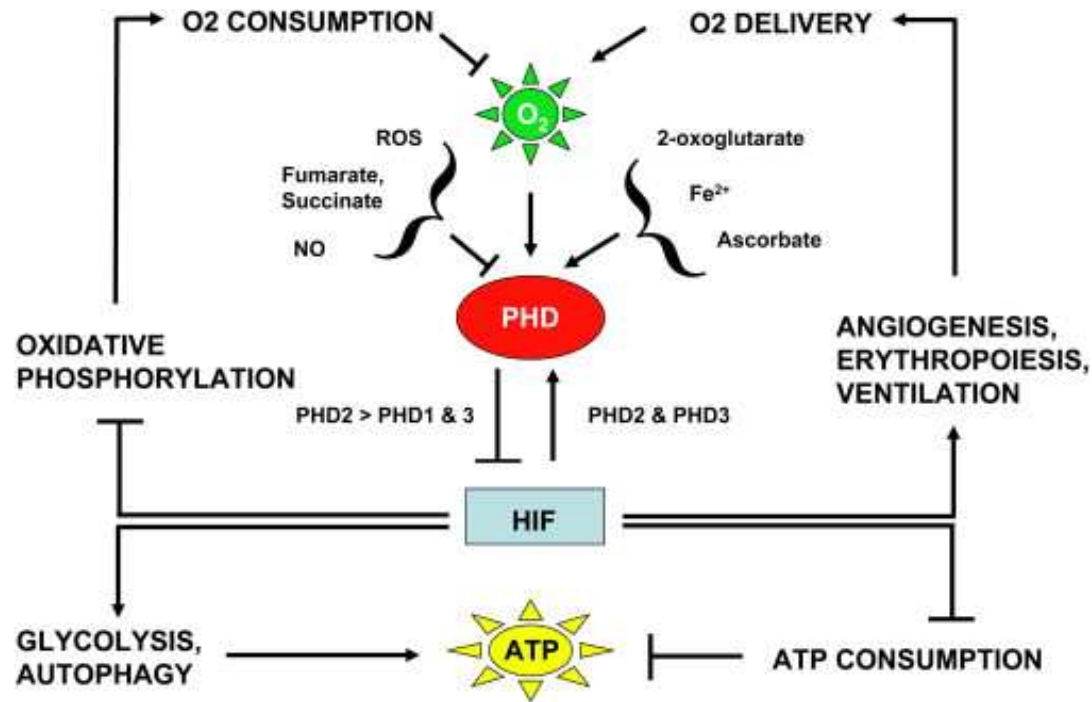 O2 CONSUMPTION
O2 DELIVERY
O₂
ROS
2-oxoglutarate
Fumarate,
Succinate
Fe²⁺
NO
Ascorbate
PHD
OXIDATIVE
PHOSPHORYLATION
ANGIOGENESIS,
ERYTHROPOIESIS,
VENTILATION
PHD2 > PHD1 & 3
PHD2 & PHD3
HIF
GLYCOLYSIS,
AUTOPHAGY
ATP
ATP CONSUMPTION